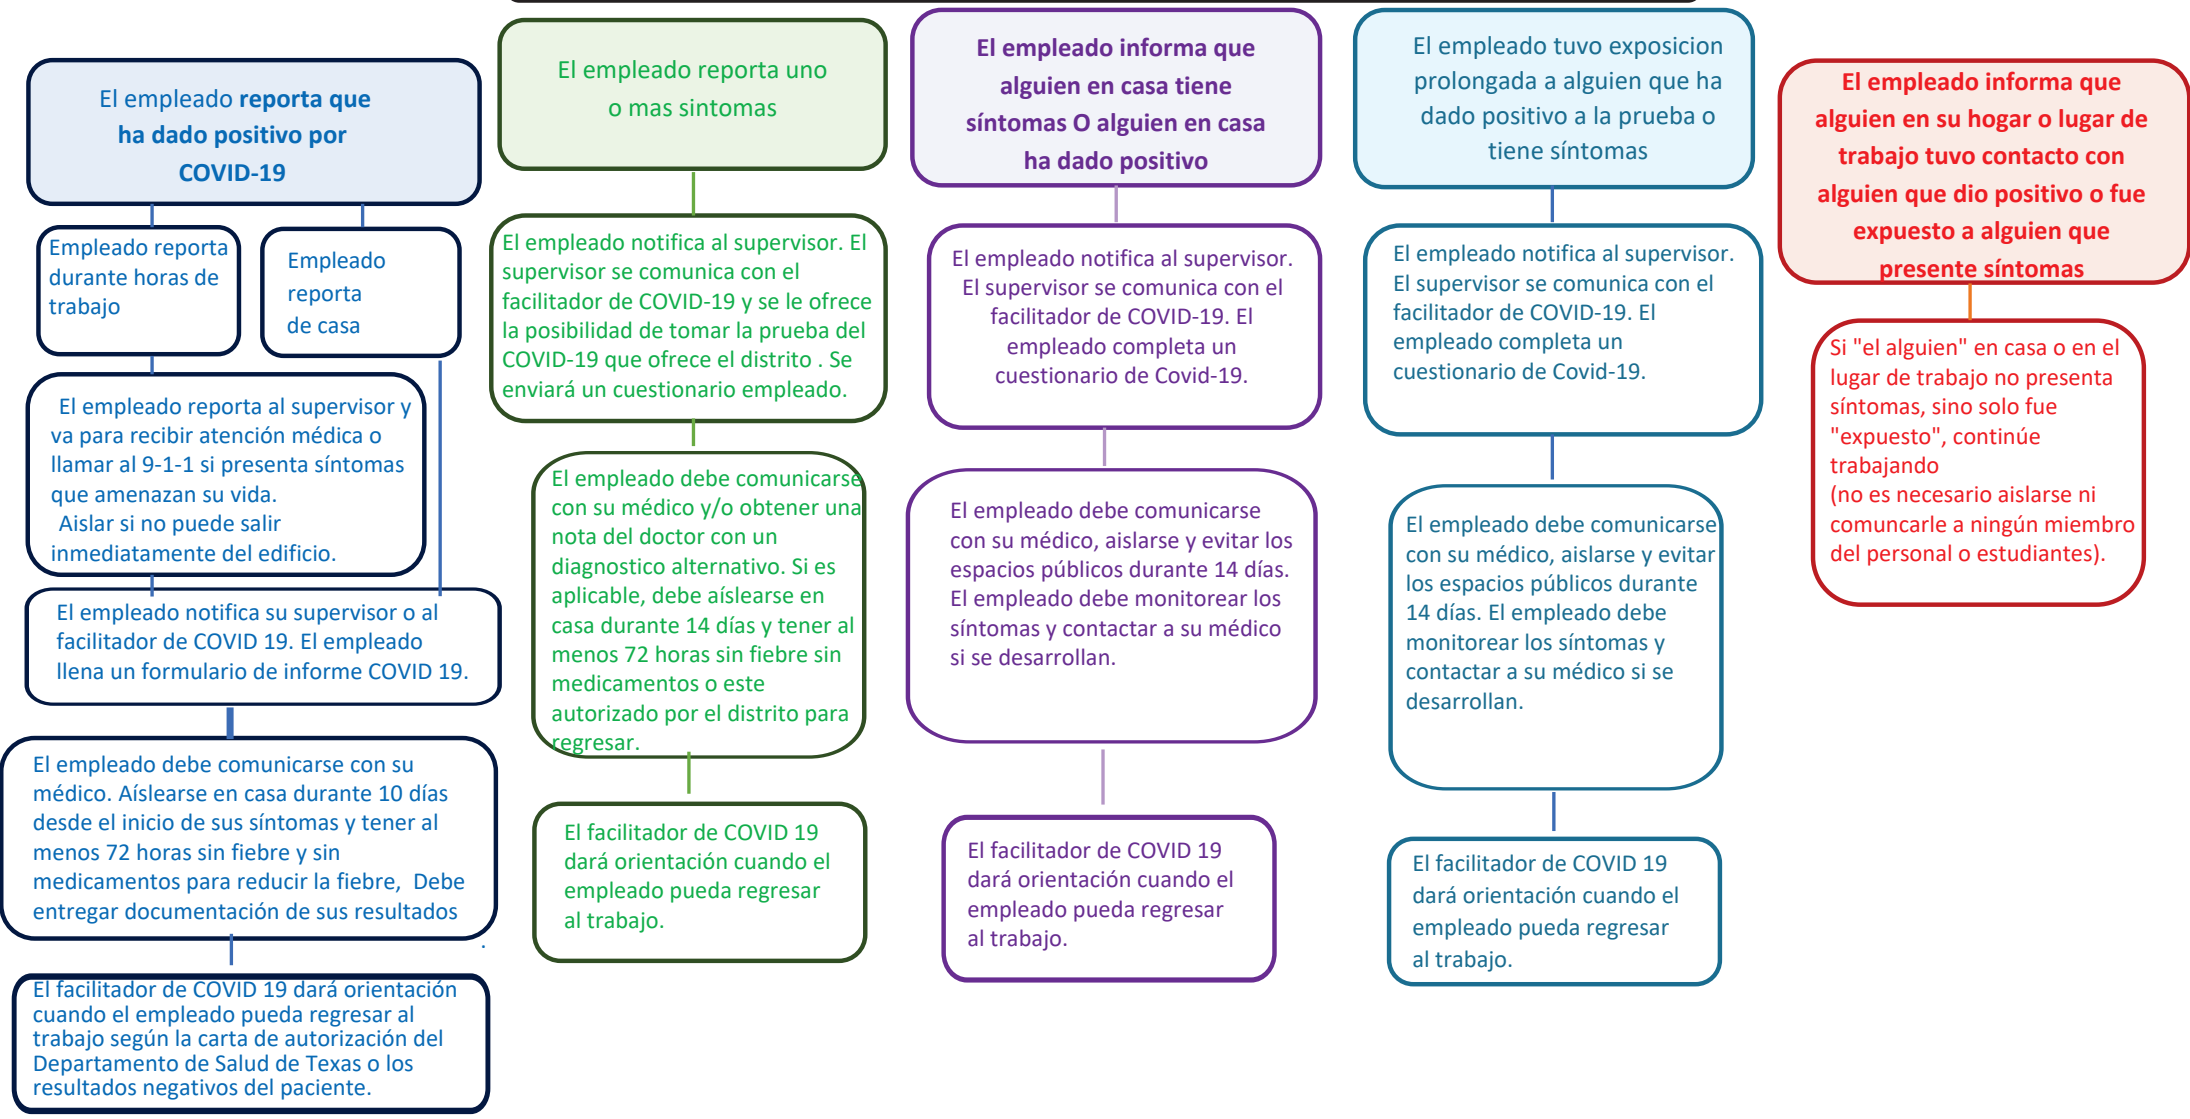 El empleado reporta que
ha dado positivo por
COVID-19
Empleado reporta
durante horas de
trabajo
Empleado
reporta
de casa
El empleado reporta al supervisor y
va para recibir atención médica o
llamar al 9-1-1 si presenta síntomas
que amenazan su vida.
Aislar si no puede salir
inmediatamente del edificio.
El empleado notifica su supervisor o al
facilitador de COVID 19. El empleado
llena un formulario de informe COVID 19.
El empleado debe comunicarse con su
médico. Aíslearse en casa durante 10 días
desde el inicio de sus síntomas y tener al
menos 72 horas sin fiebre y sin
medicamentos para reducir la fiebre, Debe
entregar documentación de sus resultados
.
El facilitador de COVID 19 dará orientación
cuando el empleado pueda regresar al
trabajo según la carta de autorización del
Departamento de Salud de Texas o los
resultados negativos del paciente.
El empleado reporta uno
o mas sintomas
El empleado notifica al supervisor. El
supervisor se comunica con el
facilitador de COVID-19 y se le ofrece
la posibilidad de tomar la prueba del
COVID-19 que ofrece el distrito . Se
enviará un cuestionario empleado.
El empleado debe comunicarse
con su médico y/o obtener una
nota del doctor con un
diagnostico alternativo. Si es
aplicable, debe aíslearse en
casa durante 14 días y tener al
menos 72 horas sin fiebre sin
medicamentos o este
autorizado por el distrito para
regresar.
El facilitador de COVID 19
dará orientación cuando el
empleado pueda regresar
al trabajo.
El empleado informa que
alguien en casa tiene
síntomas O alguien en casa
ha dado positivo
El empleado notifica al supervisor.
El supervisor se comunica con el
facilitador de COVID-19. El
empleado completa un
cuestionario de Covid-19.
El empleado debe comunicarse
con su médico, aislarse y evitar los
espacios públicos durante 14 días.
El empleado debe monitorear los
síntomas y contactar a su médico
si se desarrollan.
El facilitador de COVID 19
dará orientación cuando el
empleado pueda regresar
al trabajo.
El empleado tuvo exposicion
prolongada a alguien que ha
dado positivo a la prueba o
tiene síntomas
El empleado notifica al supervisor.
El supervisor se comunica con el
facilitador de COVID-19. El
empleado completa un
cuestionario de Covid-19.
El empleado debe comunicarse
con su médico, aislarse y evitar
los espacios públicos durante
14 días. El empleado debe
monitorear los síntomas y
contactar a su médico si se
desarrollan.
El facilitador de COVID 19
dará orientación cuando el
empleado pueda regresar
al trabajo.
El empleado informa que
alguien en su hogar o lugar de
trabajo tuvo contacto con
alguien que dio positivo o fue
expuesto a alguien que
presente síntomas
Si "el alguien" en casa o en el
lugar de trabajo no presenta
síntomas, sino solo fue
"expuesto", continúe
trabajando
(no es necesario aislarse ni
comuncarle a ningún miembro
del personal o estudiantes).